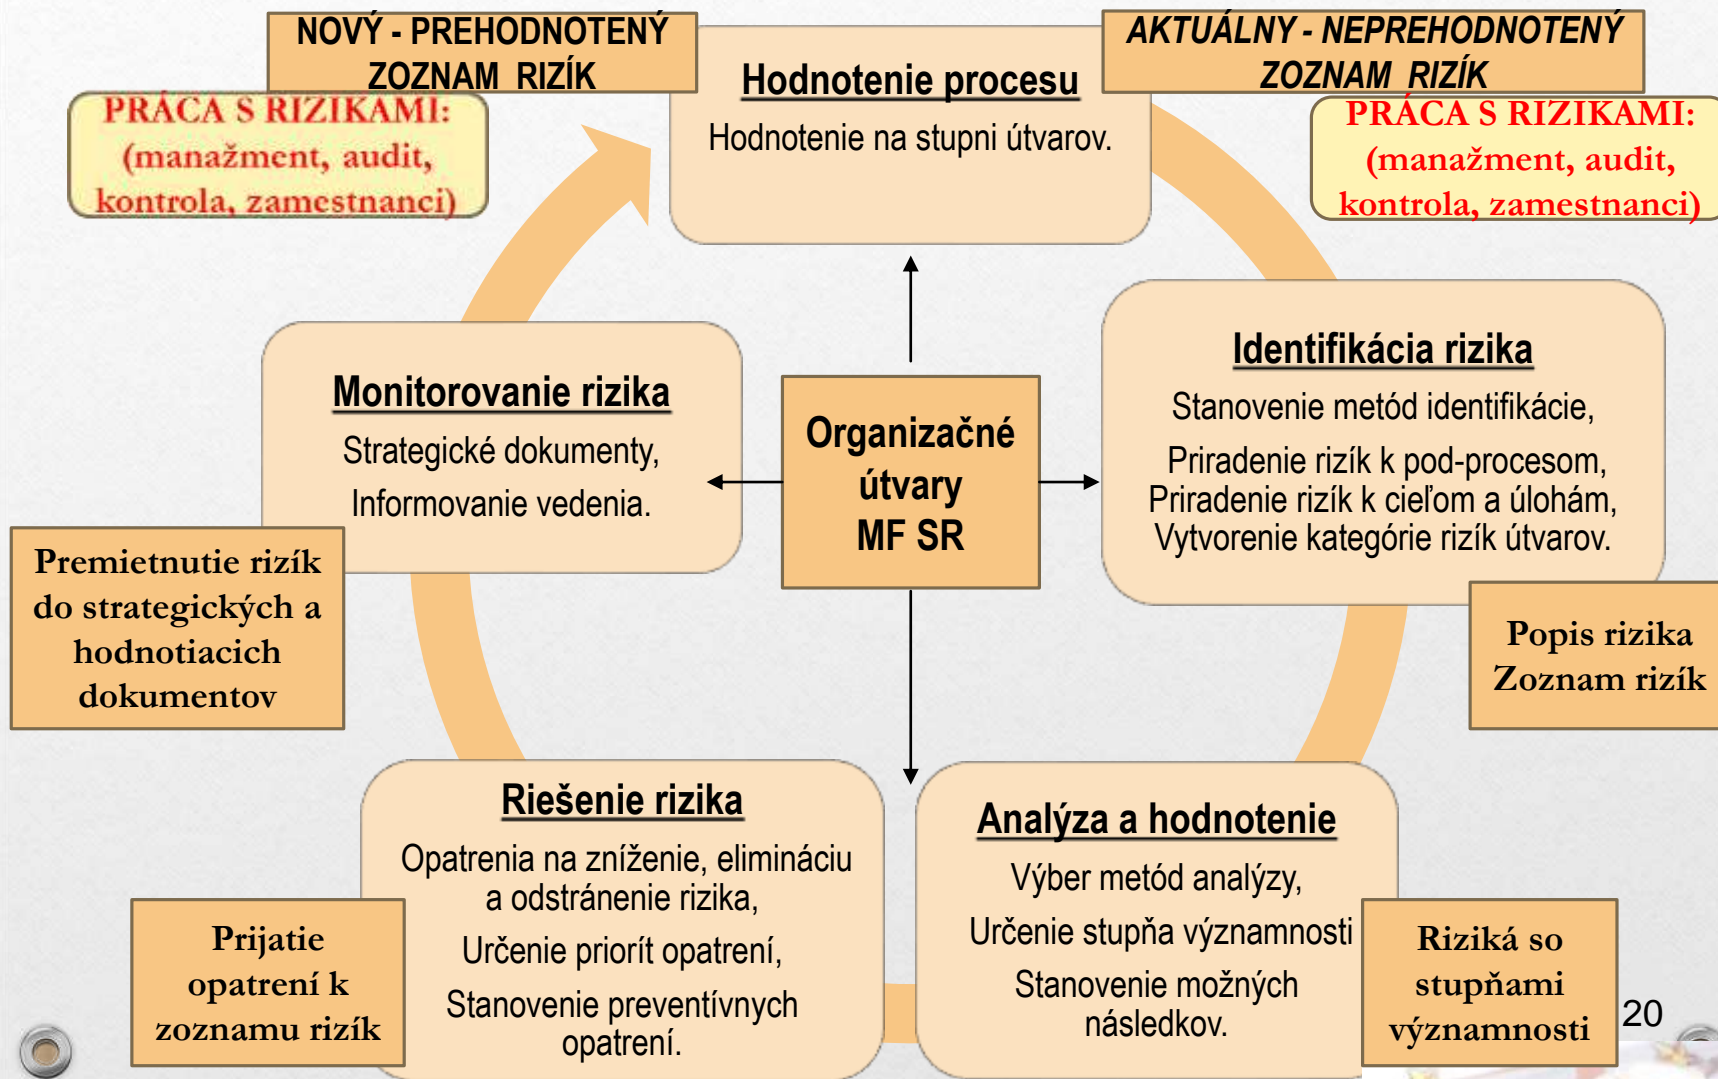 NOVÝ - PREHODNOTENÝ
ZOZNAM RIZÍK
AKTUÁLNY - NEPREHODNOTENÝ
ZOZNAM RIZÍK
PRÁCA S RIZIKAMI:
(manažment, audit,
kontrola, zamestnanci)
Hodnotenie procesu
Hodnotenie na stupni útvarov.
PRÁCA S RIZIKAMI:
(manažment, audit,
kontrola, zamestnanci)
Monitorovanie rizika
Strategické dokumenty,
Informovanie vedenia.
Organizačné
útvary
MF SR
Identifikácia rizika
Stanovenie metód identifikácie,
Priradenie rizík k pod-procesom,
Priradenie rizík k cieľom a úlohám,
Vytvorenie kategórie rizík útvarov.
Premietnutie rizík
do strategických a
hodnotiacich
dokumentov
Popis rizika
Zoznam rizík
Riešenie rizika
Opatrenia na zníženie, elimináciu
a odstránenie rizika,
Určenie priorít opatrení,
Stanovenie preventívnych
opatrení.
Analýza a hodnotenie
Výber metód analýzy,
Určenie stupňa významnosti
Stanovenie možných
následkov.
Prijatie
opatrení k
zoznamu rizík
Riziká so
stupňami
významnosti
20